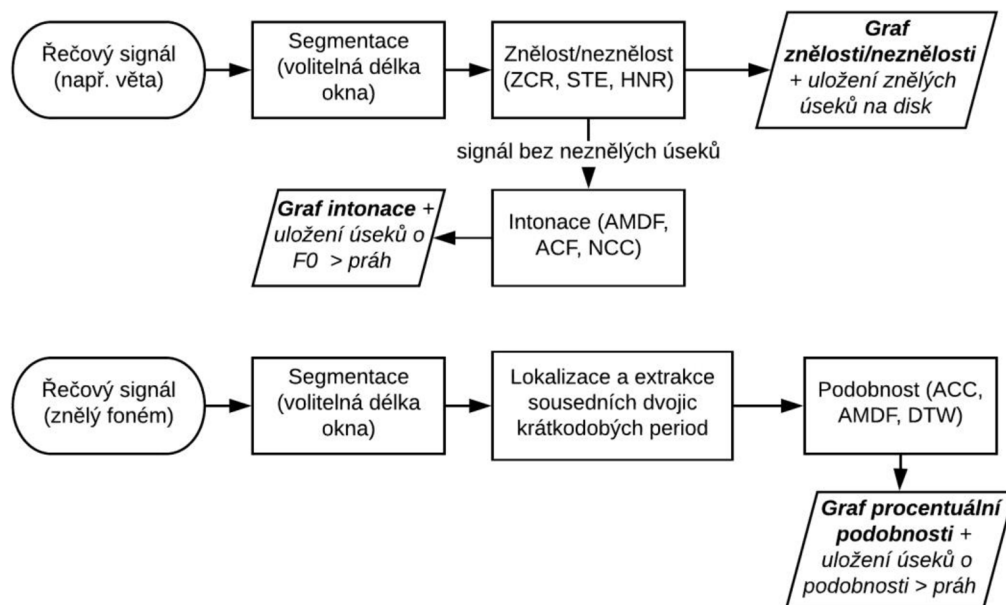 Řečový signál
(např. věta)
Segmentace
(volitelná délka
okna)
Znělost/neznělost
(ZCR, STE, HNR)
Graf
znělosti/neznělosti
+ uložení znělých
úseků na disk
signál bez neznělých úseků
Graf intonace +
uložení úseků o
F0 > práh
Intonace (AMDF,
ACF, NCC)
Řečový signál
(znělý foném)
Segmentace
(volitelná délka
okna)
Lokalizace a extrakce
sousedních dvojic
krátkodobých period
Podobnost (ACC,
AMDF, DTW)
Graf procentuální
podobnosti +
uložení úseků o
podobnosti > práh